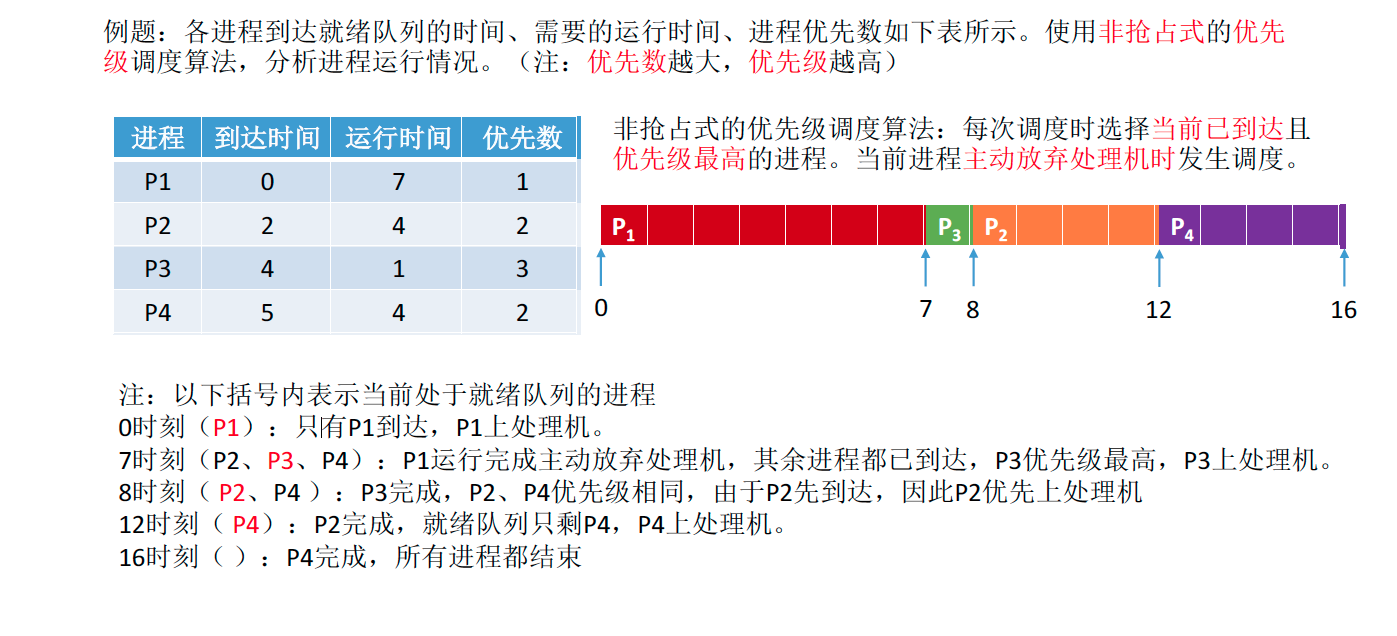 例题：各进程到达就绪队列的时间、需要的运行时间、进程优先数如下表所示。使用非抢占式的优先
级调度算法，分析进程运行情况。（注：优先数越大，优先级越高）
进程 到达时间 运行时间 优先数
P1 0 7 1
P2 2 4 2
P3 4 1 3
P4 5 4 2
非抢占式的优先级调度算法：每次调度时选择当前已到达且
优先级最高的进程。当前进程主动放弃处理机时发生调度。
P1 P3 P2 P4
0 7 8 12 16
注：以下括号内表示当前处于就绪队列的进程
0时刻（P1）：只有P1到达，P1上处理机。
7时刻（P2、P3、P4）：P1运行完成主动放弃处理机，其余进程都已到达，P3优先级最高，P3上处理机。
8时刻（ P2、P4 ）：P3完成，P2、P4优先级相同，由于P2先到达，因此P2优先上处理机
12时刻（ P4）：P2完成，就绪队列只剩P4，P4上处理机。
16时刻（ ）：P4完成，所有进程都结束